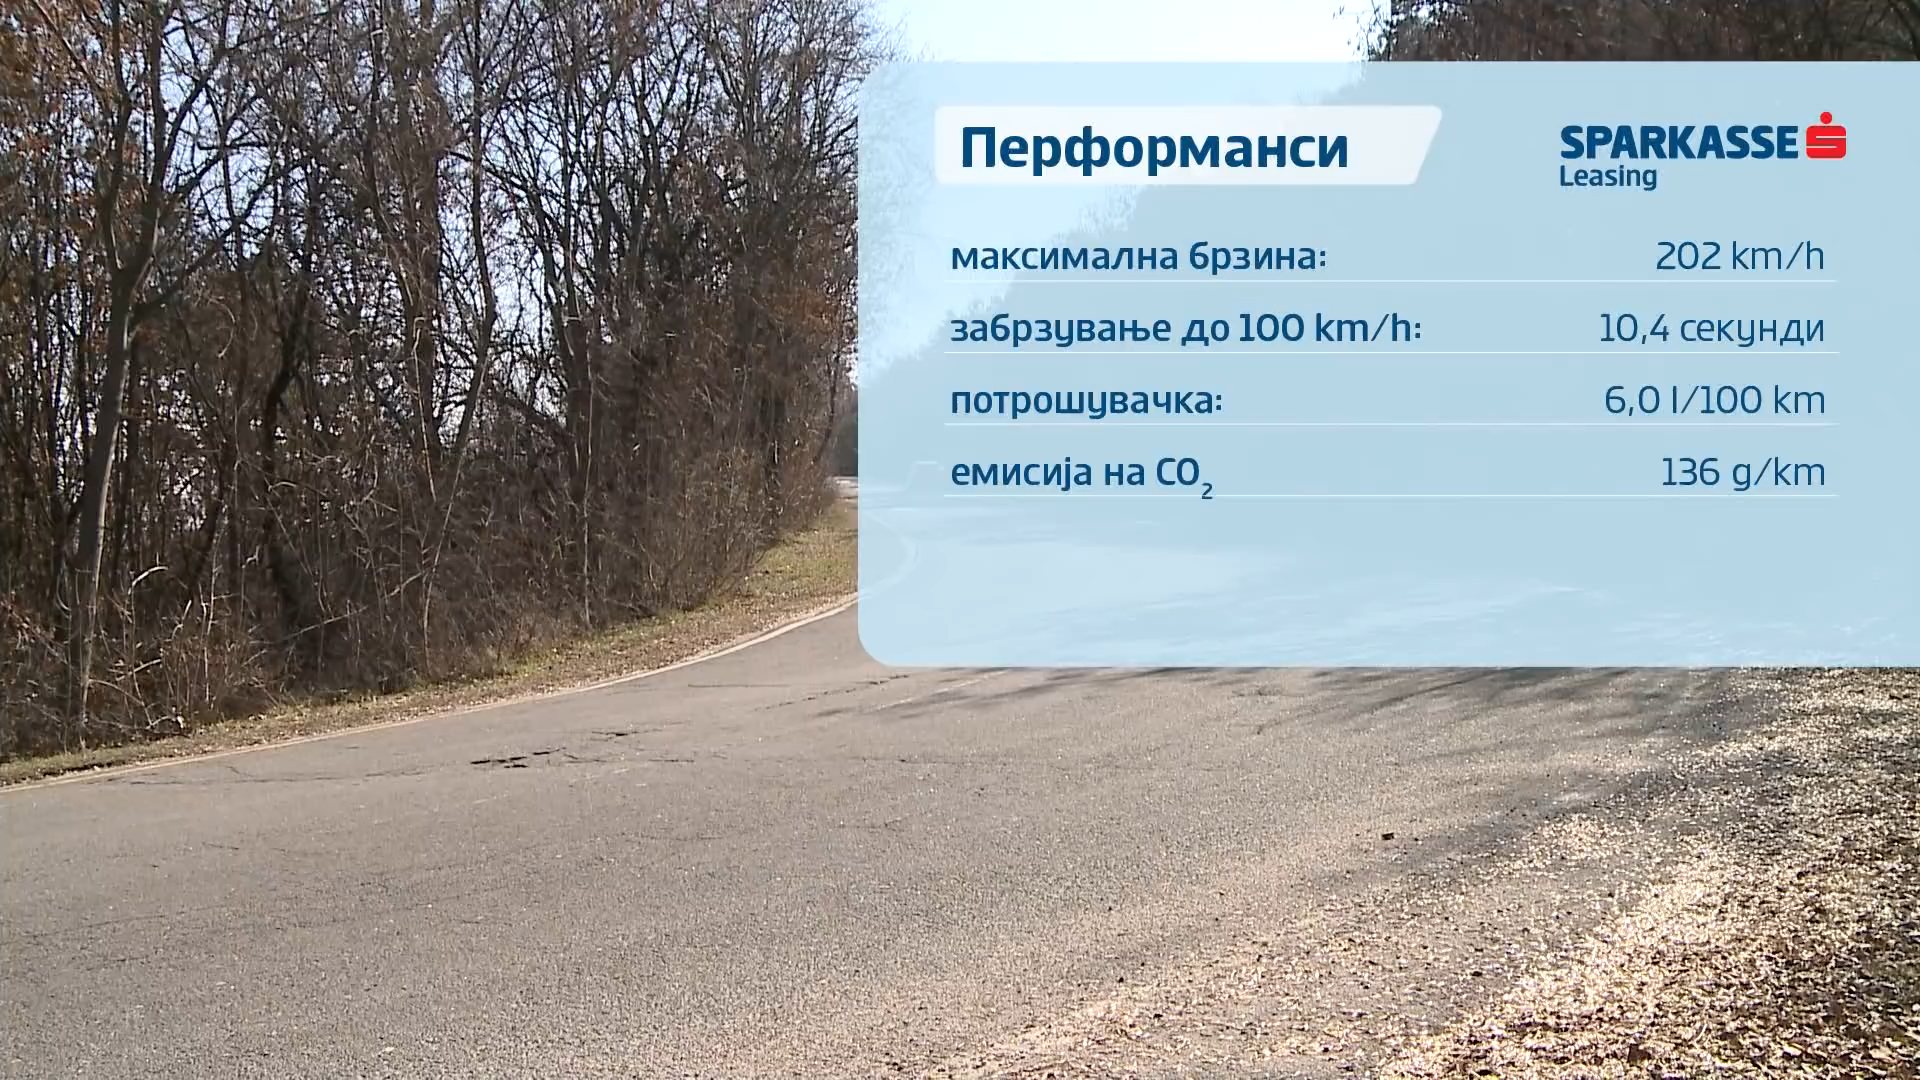 Перформанси
SPARKASSE
Leasing
максимална брзина: 202 km/h
забрзување до 100 km/h: 10,4 секунди
потрошувачка: 6,0 l/100 km
емисија на CO₂ 136 g/km